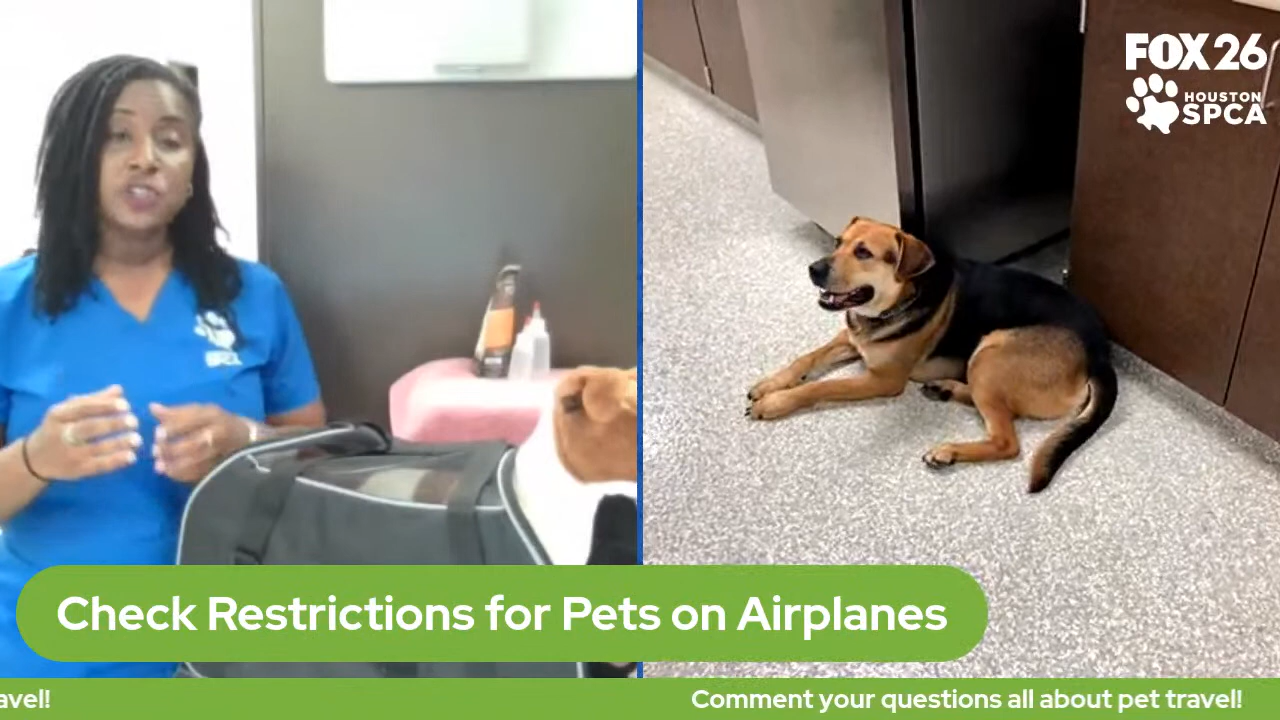 FOX 26
HOUSTON
SPCA
Check Restrictions for Pets on Airplanes
avel!
Comment your questions all about pet travel!